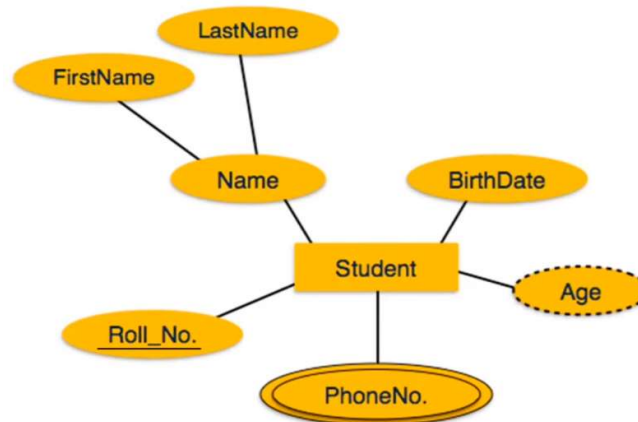 LastName
FirstName
Name
BirthDate
Student
Age
Roll_No.
PhoneNo.